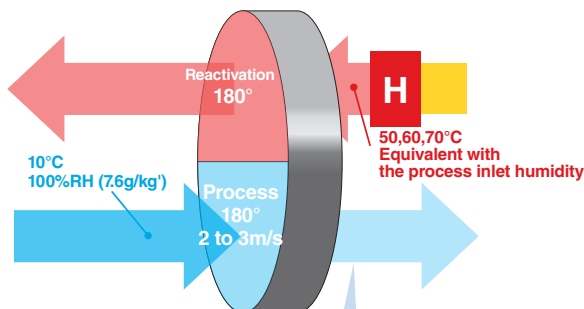 Reactivation
180°
H
50,60,70°C
Equivalent with
the process inlet humidity
10°C
100%RH (7.6g/kg')
Process
180°
2 to 3m/s